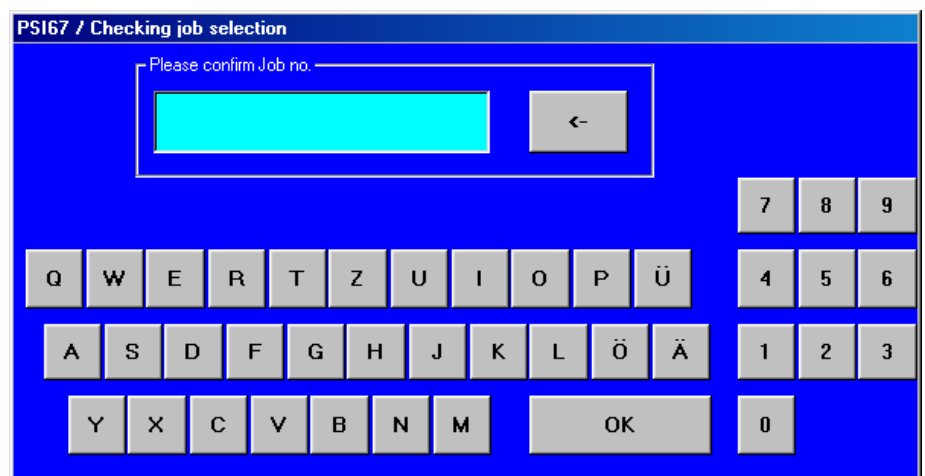 PSI67 / Checking job selection
Please confirm Job no.
<-
7 8 9
Q W E R T Z U I O P Ü 4 5 6
A S D F G H J K L Ö Ä 1 2 3
Y X C V B N M OK 0